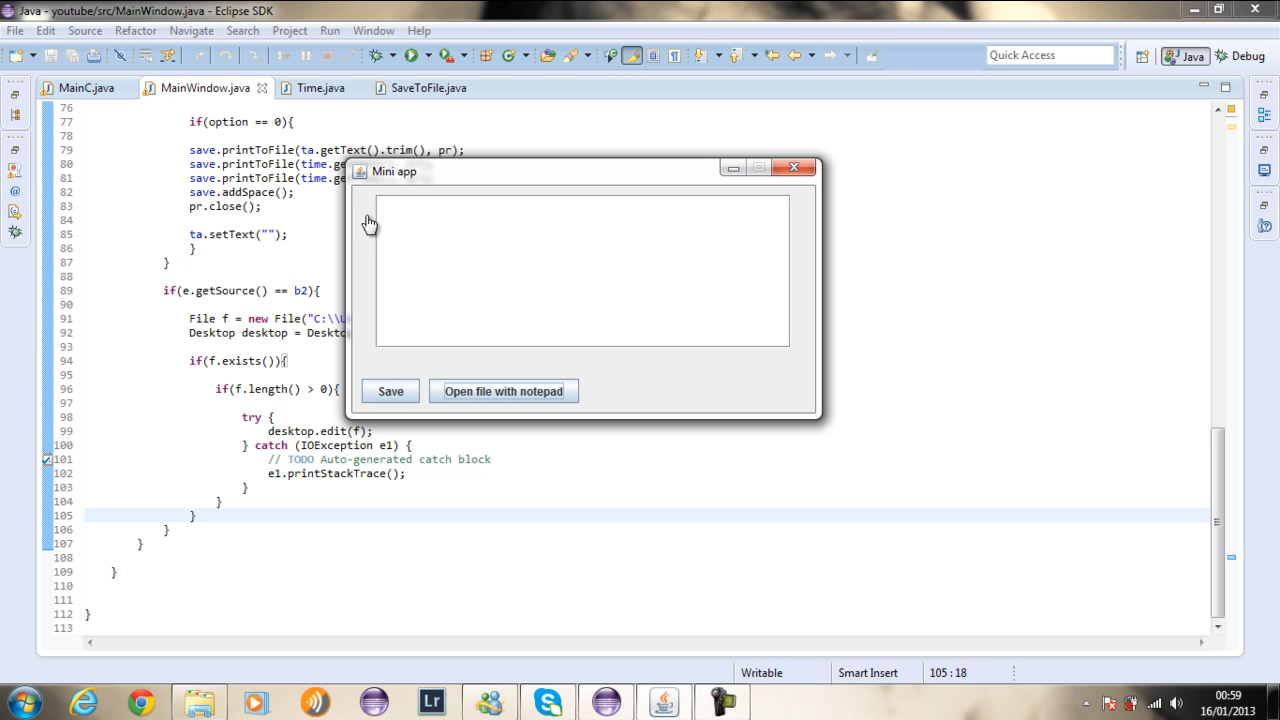 Java - youtube/src/MainWindow.java - Eclipse SDK
File Edit Source Refactor Navigate Search Project Run Window Help
Quick Access
Java
Debug
MainC.java
MainWindow.java
Time.java
SaveToFile.java
76
77 if(option == 0){
78
79 save.printToFile(ta.getText().trim(), pr);
80 save.printToFile(time.ge
81 save.printToFile(time.ge
82 save.addSpace();
83 pr.close();
84
85 ta.setText("");
86 }
87 }
88
89 if(e.getSource() == b2){
90
91 File f = new File("C:\\U
92 Desktop desktop = Deskto
93
94 if(f.exists()){
95
96 if(f.length() > 0){
97
98 try {
99 desktop.edit(f);
100 } catch (IOException e1) {
101 // TODO Auto-generated catch block
102 e1.printStackTrace();
103 }
104 }
105 }
106 }
107 }
108
109 }
110
111
112 }
113
Mini app
Save
Open file with notepad
Writable
Smart Insert
105 : 18
Lr
00:59
16/01/2013